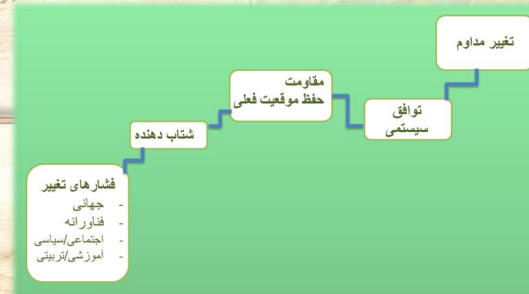 تغییر مداوم
مقاومت
حفظ موقعیت فعلی
توافق
سیستمی
شتاب دهنده
فشارهای تغییر
- جهانی
- فناورانه
- اجتماعی/سیاسی
- آموزشی/تربیتی